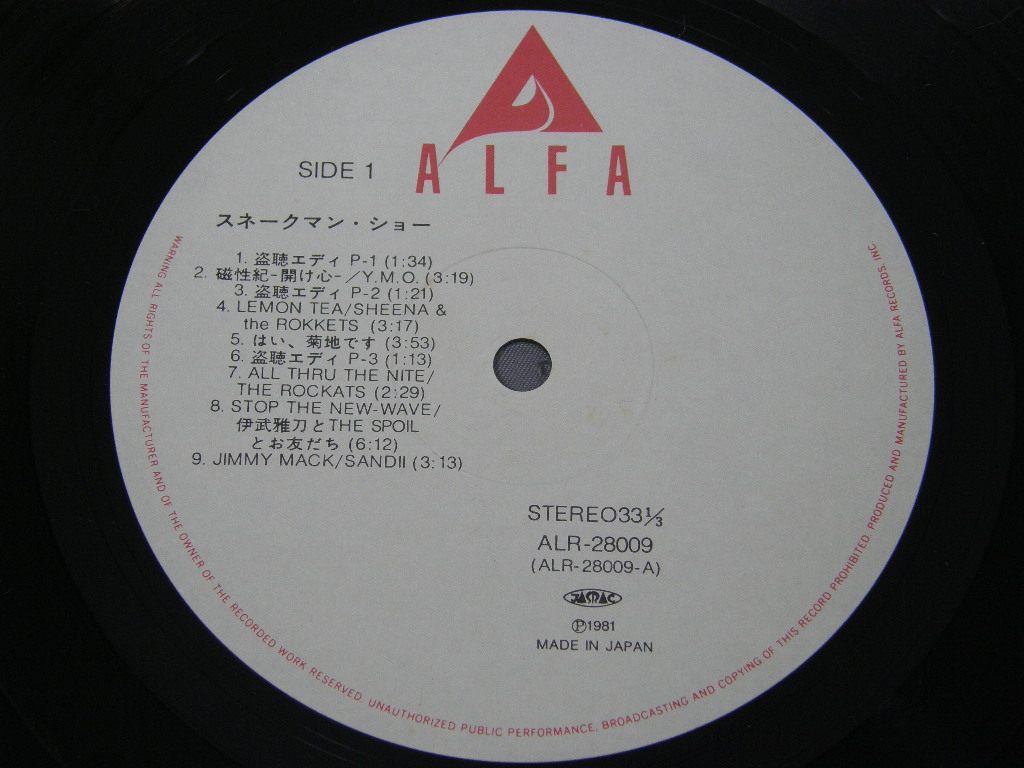 ALFA
SIDE 1
スネークマン・ショー
1. 盗聴エディ P-1 (1:34)
2. 磁性紀-開け心-/Y.M.O. (3:19)
3. 盗聴エディ P-2 (1:21)
4. LEMON TEA/SHEENA &
the ROKKETS (3:17)
5. はい、菊地です (3:53)
6. 盗聴エディ P-3 (1:13)
7. ALL THRU THE NITE/
THE ROCKATS (2:29)
8. STOP THE NEW-WAVE/
伊武雅刀とTHE SPOIL
とお友だち (6:12)
9. JIMMY MACK/SANDII (3:13)
STEREO33⅓
ALR-28009
(ALR-28009-A)
JASRAC
Ⓟ1981
MADE IN JAPAN
WARNING ALL RIGHTS OF THE MANUFACTURER AND OF THE OWNER OF THE RECORDED WORK RESERVED. UNAUTHORIZED PUBLIC PERFORMANCE, BROADCASTING AND COPYING OF THIS RECORD PROHIBITED. PRODUCED AND MANUFACTURED BY ALFA RECORDS, INC.